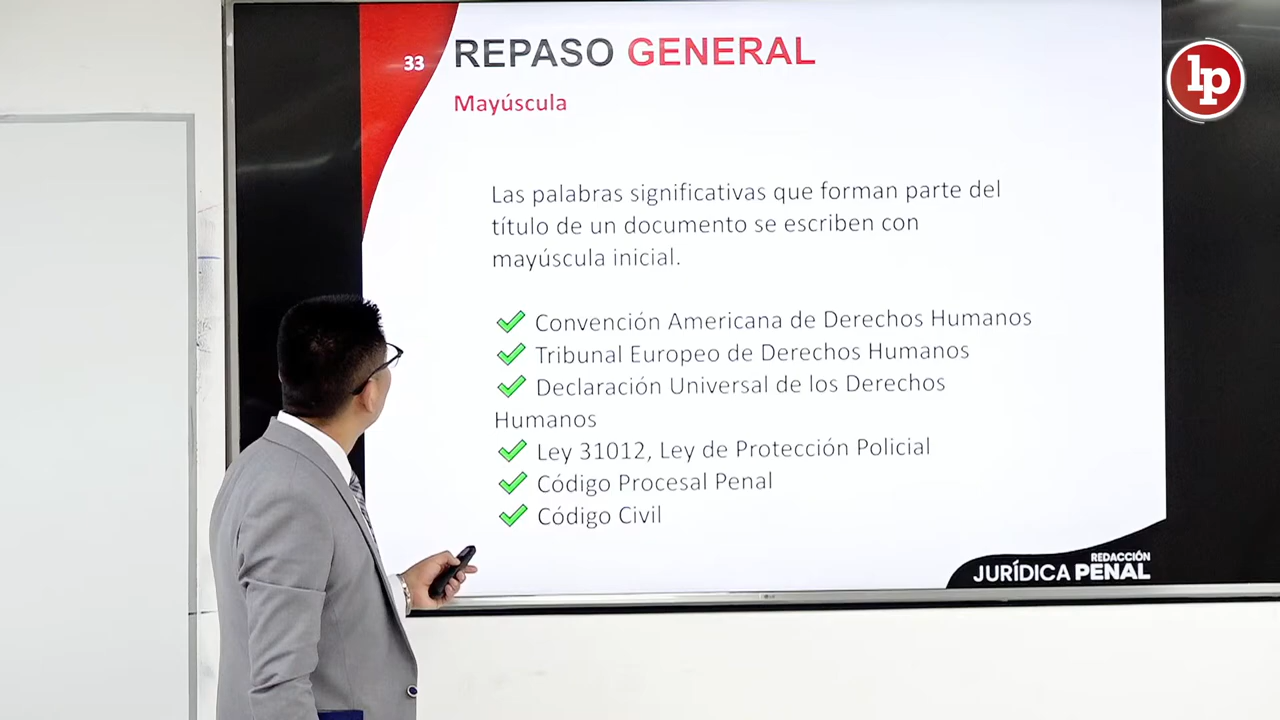 33
REPASO GENERAL
lp
Mayúscula
Las palabras significativas que forman parte del
título de un documento se escriben con
mayúscula inicial.
Convención Americana de Derechos Humanos
Tribunal Europeo de Derechos Humanos
Declaración Universal de los Derechos
Humanos
Ley 31012, Ley de Protección Policial
Código Procesal Penal
Código Civil
REDACCIÓN
JURÍDICA PENAL
LG